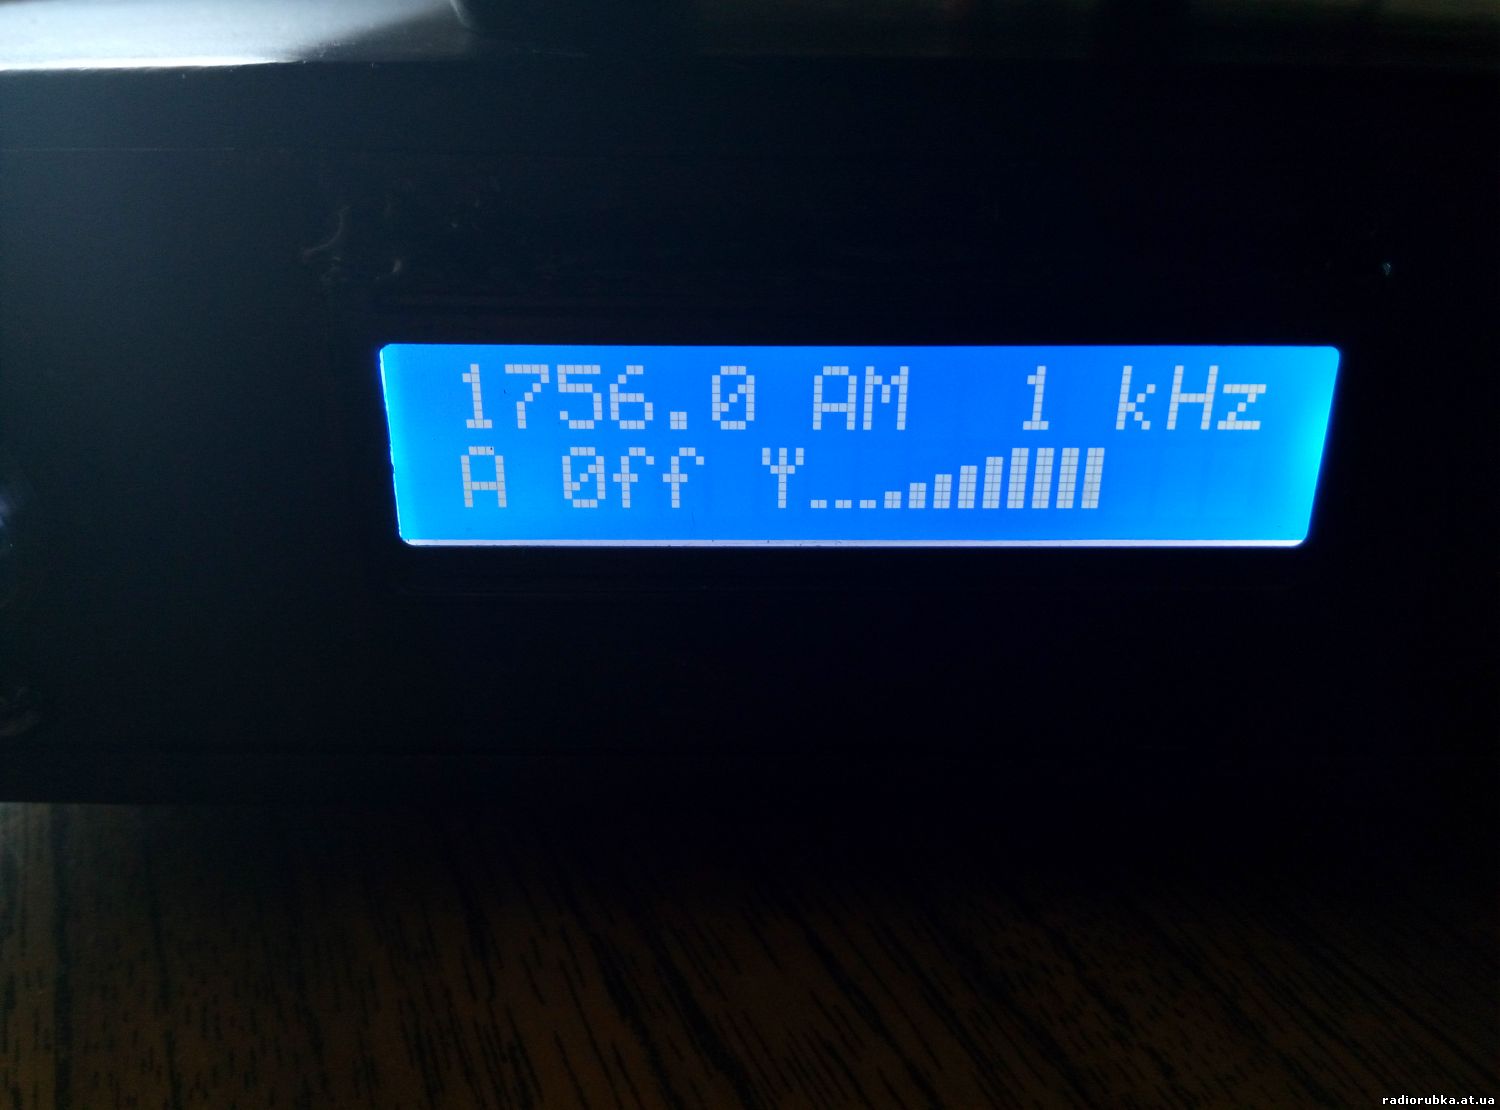 1756.0 AM 1 kHz
A 0ff
radiorubka.at.ua